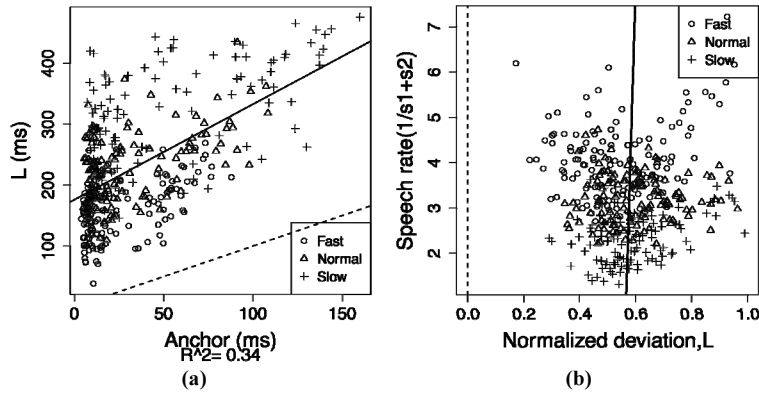 L (ms)
400
300
200
100
Fast
Normal
Slow
0
50
100
150
Anchor (ms)
R^2= 0.34
(a)
Speech rate(1/s1+s2)
7
6
5
4
3
2
Fast
Normal
Slow
0.0
0.2
0.4
0.6
0.8
1.0
Normalized deviation,L
(b)